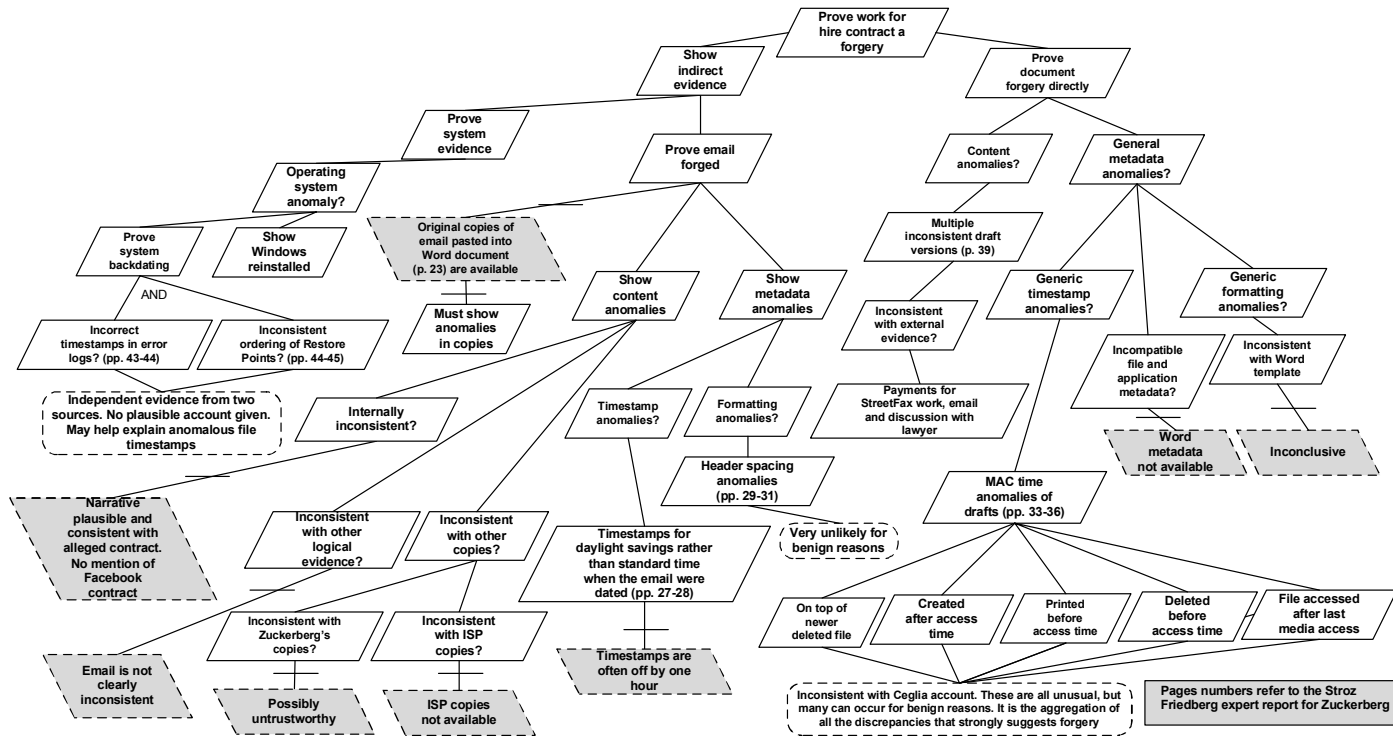 Prove work for
hire contract a
forgery
Show
indirect
evidence
Prove
document
forgery directly
Prove
system
evidence
Prove email
forged
Content
anomalies?
General
metadata
anomalies?
Operating
system
anomaly?
Prove
system
backdating
Show
Windows
reinstalled
Original copies of
email pasted into
Word document
(p. 23) are available
Multiple
inconsistent draft
versions (p. 39)
Show
content
anomalies
Show
metadata
anomalies
Generic
timestamp
anomalies?
Generic
formatting
anomalies?
AND
Incorrect
timestamps in error
logs? (pp. 43-44)
Inconsistent
ordering of Restore
Points? (pp. 44-45)
Must show
anomalies
in copies
Inconsistent
with external
evidence?
Incompatible
file and
application
metadata?
Inconsistent
with Word
template
Independent evidence from two
sources. No plausible account given.
May help explain anomalous file
timestamps
Internally
inconsistent?
Timestamp
anomalies?
Formatting
anomalies?
Payments for
StreetFax work, email
and discussion with
lawyer
Word
metadata
not available
Inconclusive
Header spacing
anomalies
(pp. 29-31)
MAC time
anomalies of
drafts (pp. 33-36)
Narrative
plausible and
consistent with
alleged contract.
No mention of
Facebook
contract
Inconsistent
with other
logical
evidence?
Inconsistent
with other
copies?
Timestamps for
daylight savings rather
than standard time
when the email were
dated (pp. 27-28)
Very unlikely for
benign reasons
On top of
newer
deleted file
Created
after access
time
Printed
before
access time
Deleted
before
access time
File accessed
after last
media access
Inconsistent with
Zuckerberg's
copies?
Inconsistent
with ISP
copies?
Email is not
clearly
inconsistent
Possibly
untrustworthy
ISP copies
not available
Timestamps are
often off by one
hour
Inconsistent with Ceglia account. These are all unusual, but
many can occur for benign reasons. It is the aggregation of
all the discrepancies that strongly suggests forgery
Pages numbers refer to the Stroz
Friedberg expert report for Zuckerberg